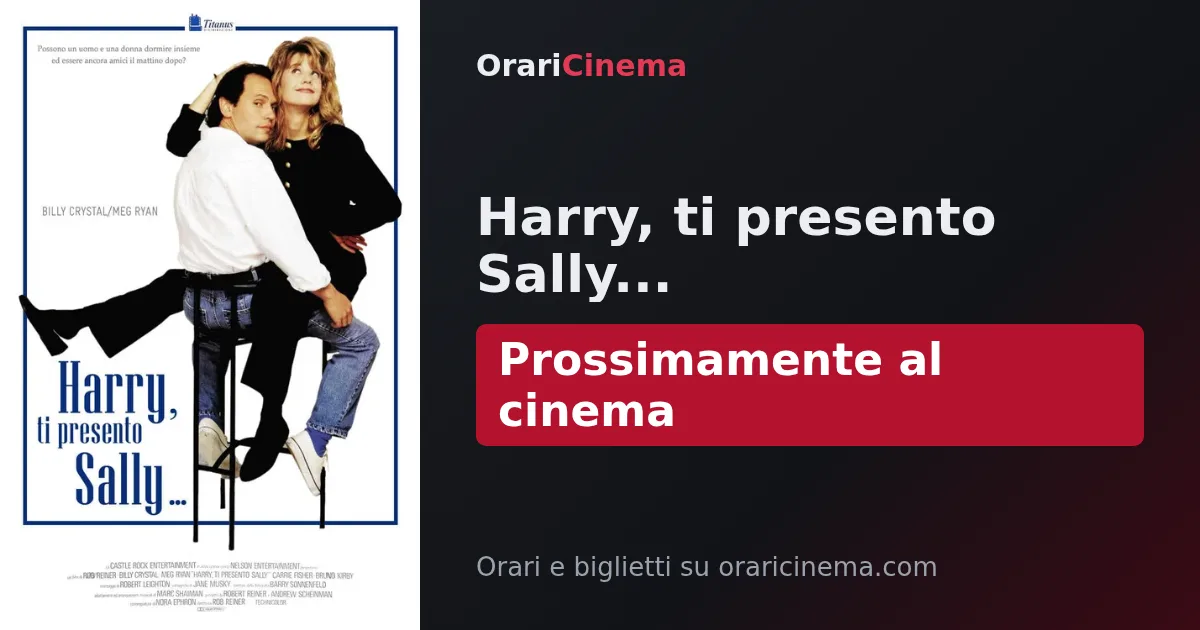 Titanus
Possono un uomo e una donna dormire insieme
ed essere ancora amici il mattino dopo?
BILLY CRYSTAL/MEG RYAN
Harry,
ti presento
Sally...
CASTLE ROCK ENTERTAINMENT NELSON ENTERTAINMENT
ROB REINER BILLY CRYSTAL MEG RYAN "HARRY, TI PRESENTO SALLY" CARRIE FISHER BRUNO KIRBY
ROBERT LEIGHTON JANE MUSKY BARRY SONNENFELD
MARC SHAIMAN ROBERT REINER ANDREW SCHEINMAN
NORA EPHRON ROB REINER TECHNICOLOR
OrariCinema
Harry, ti presento
Sally...
Prossimamente al
cinema
Orari e biglietti su oraricinema.com